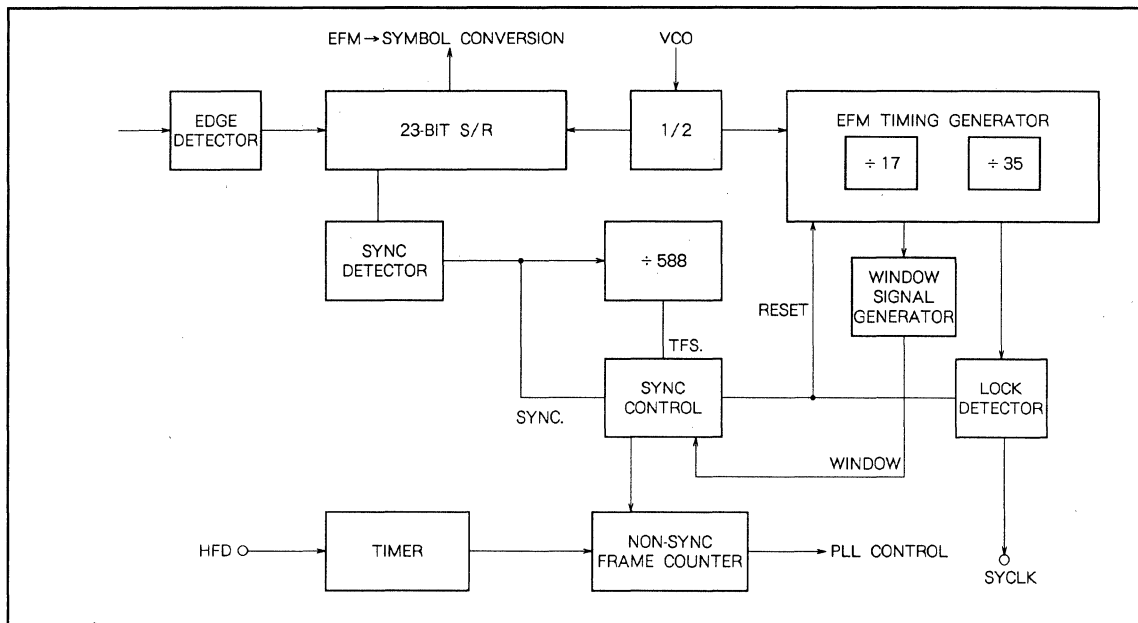 EFM→SYMBOL CONVERSION
VCO
EDGE
DETECTOR
23-BIT S/R
1/2
EFM TIMING GENERATOR
÷17
÷35
SYNC
DETECTOR
÷588
WINDOW
SIGNAL
GENERATOR
RESET
TFS.
SYNC
CONTROL
LOCK
DETECTOR
SYNC.
WINDOW
HFD
TIMER
NON-SYNC
FRAME COUNTER
PLL CONTROL
SYCLK